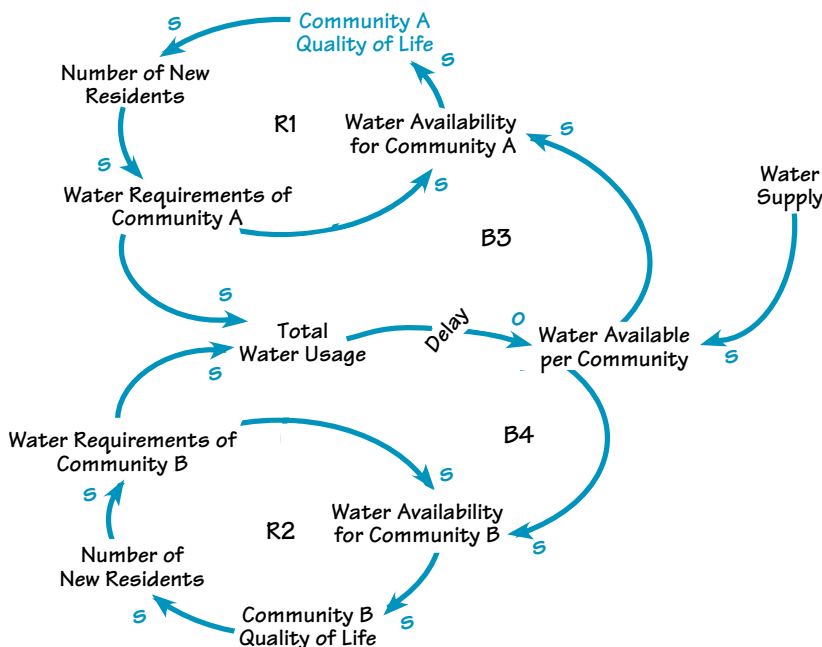 S
Community A
Quality of Life
S
Number of New
Residents
R1
Water Availability
for Community A
S
S
S
Water Requirements of
Community A
Water
Supply
B3
S
Delay
O
Total
Water Usage
Water Available
per Community
S
S
Water Requirements of
Community B
B4
S
S
R2
Water Availability
for Community B
S
Number of
New Residents
S
Community B
Quality of Life
S